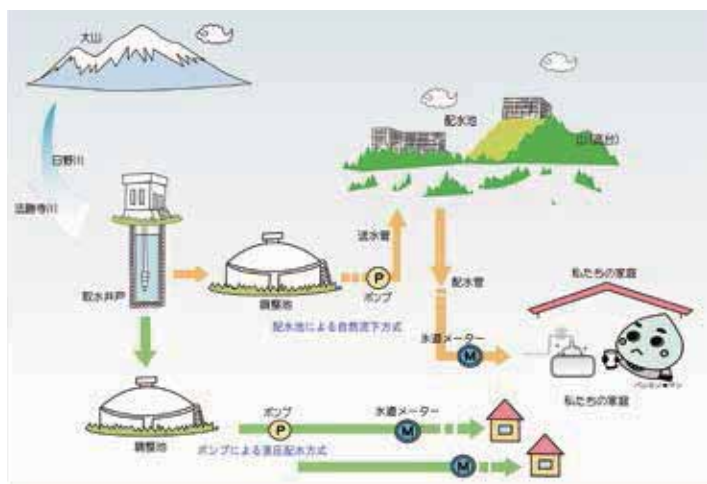 大山
配水池
山(高台)
日野川
法勝寺川
送水管
取水井戸
調整池
ポンプ
P
配水管
私たちの家庭
配水池による自然流下方式
水道メーター
M
私たちの家庭
調整池
ポンプ
P
水道メーター
M
ポンプによる直圧配水方式
M